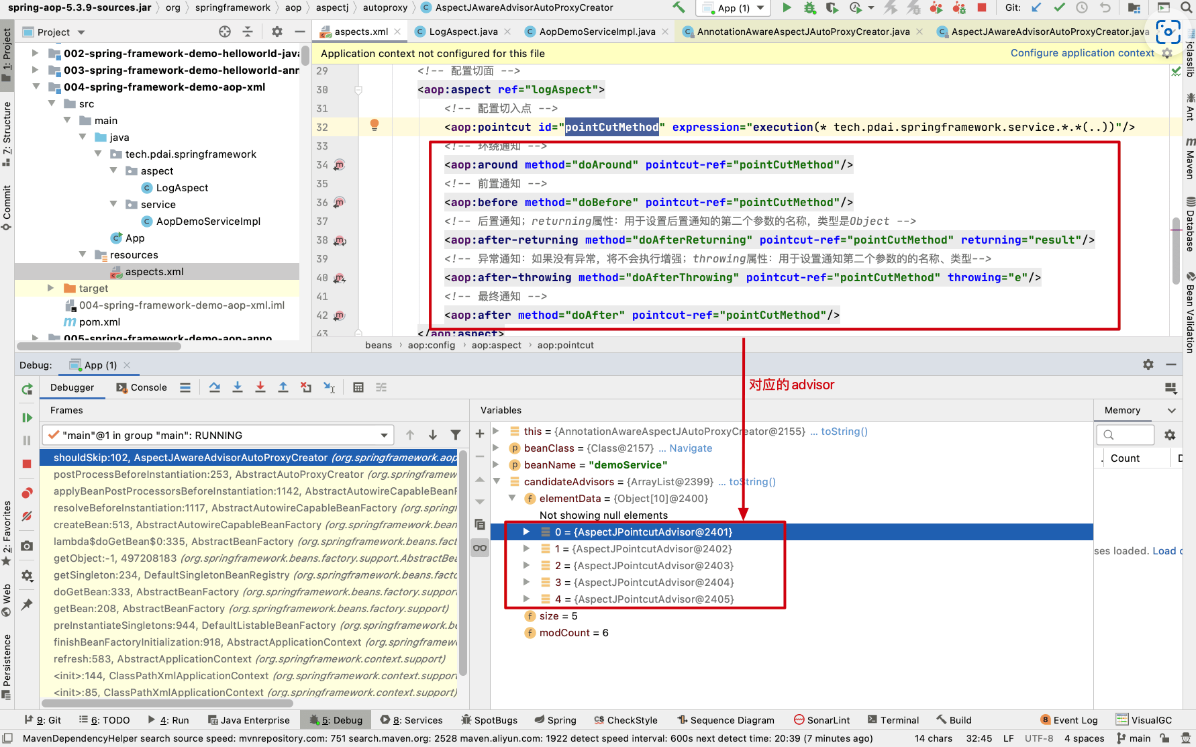 spring-aop-5.3.9-sources.jar › org › springframework › aop › aspectj › autoproxy › AspectJAwareAdvisorAutoProxyCreator
App (1)
Git:
Project
aspects.xml
LogAspect.java
AopDemoServiceImpl.java
AnnotationAwareAspectJAutoProxyCreator.java
AspectJAwareAdvisorAutoProxyCreator.java
002-spring-framework-demo-helloworld-java
003-spring-framework-demo-helloworld-ann
004-spring-framework-demo-aop-xml
src
main
java
tech.pdai.springframework
aspect
LogAspect
service
AopDemoServiceImpl
App
resources
aspects.xml
target
004-spring-framework-demo-aop-xml.iml
pom.xml
005-spring-framework-demo-aop-anno
Application context not configured for this file
Configure application context
29 <!-- 配置切面 -->
30 <aop:aspect ref="logAspect">
31 <!-- 配置切入点 -->
32 <aop:pointcut id="pointCutMethod" expression="execution(* tech.pdai.springframework.service.*.*(..))"/>
33 <!-- 环绕通知 -->
34 <aop:around method="doAround" pointcut-ref="pointCutMethod"/>
35 <!-- 前置通知 -->
36 <aop:before method="doBefore" pointcut-ref="pointCutMethod"/>
37 <!-- 后置通知；returning属性：用于设置后置通知的第二个参数的名称，类型是Object -->
38 <aop:after-returning method="doAfterReturning" pointcut-ref="pointCutMethod" returning="result"/>
39 <!-- 异常通知：如果没有异常，将不会执行增强；throwing属性：用于设置通知第二个参数的的名称、类型-->
40 <aop:after-throwing method="doAfterThrowing" pointcut-ref="pointCutMethod" throwing="e"/>
41 <!-- 最终通知 -->
42 <aop:after method="doAfter" pointcut-ref="pointCutMethod"/>
43 </aop:aspect>
beans › aop:config › aop:aspect › aop:pointcut
1: Project
7: Structure
Commit
2: Favorites
Web
Persistence
jclasslib
Ant
Maven
Database
Bean Validation
Debug:
App (1)
Debugger
Console
对应的advisor
Frames
"main"@1 in group "main": RUNNING
shouldSkip:102, AspectJAwareAdvisorAutoProxyCreator (org.springframework.aop
postProcessBeforeInstantiation:253, AbstractAutoProxyCreator (org.springframework
applyBeanPostProcessorsBeforeInstantiation:1142, AbstractAutowireCapableBeanF
resolveBeforeInstantiation:1117, AbstractAutowireCapableBeanFactory (org.spring
createBean:513, AbstractAutowireCapableBeanFactory (org.springframework.bean
lambda$doGetBean$0:335, AbstractBeanFactory (org.springframework.beans.facto
getObject:-1, 497208183 (org.springframework.beans.factory.support.AbstractBea
getSingleton:234, DefaultSingletonBeanRegistry (org.springframework.beans.facto
doGetBean:333, AbstractBeanFactory (org.springframework.beans.factory.support)
getBean:208, AbstractBeanFactory (org.springframework.beans.factory.support)
preInstantiateSingletons:944, DefaultListableBeanFactory (org.springframework.be
finishBeanFactoryInitialization:918, AbstractApplicationContext (org.springframewo
refresh:583, AbstractApplicationContext (org.springframework.context.support)
<init>:144, ClassPathXmlApplicationContext (org.springframework.context.support)
<init>:85, ClassPathXmlApplicationContext (org.springframework.context.support)
Variables
this = {AnnotationAwareAspectJAutoProxyCreator@2155} ... toString()
beanClass = {Class@2157} ... Navigate
beanName = "demoService"
candidateAdvisors = {ArrayList@2399} ... toString()
elementData = {Object[10]@2400}
Not showing null elements
0 = {AspectJPointcutAdvisor@2401}
1 = {AspectJPointcutAdvisor@2402}
2 = {AspectJPointcutAdvisor@2403}
3 = {AspectJPointcutAdvisor@2404}
4 = {AspectJPointcutAdvisor@2405}
size = 5
modCount = 6
Memory
Count
ses loaded. Load c
9: Git
6: TODO
4: Run
Java Enterprise
5: Debug
8: Services
SpotBugs
Spring
CheckStyle
Sequence Diagram
SonarLint
Terminal
Build
Event Log
VisualGC
MavenDependencyHelper search source speed: mvnrepository.com: 751 search.maven.org: 2528 maven.aliyun.com: 1922 detect speed interval: 600s next detect time: 20:39 (7 minutes ago)
14 chars
32:45
LF
UTF-8
4 spaces
main